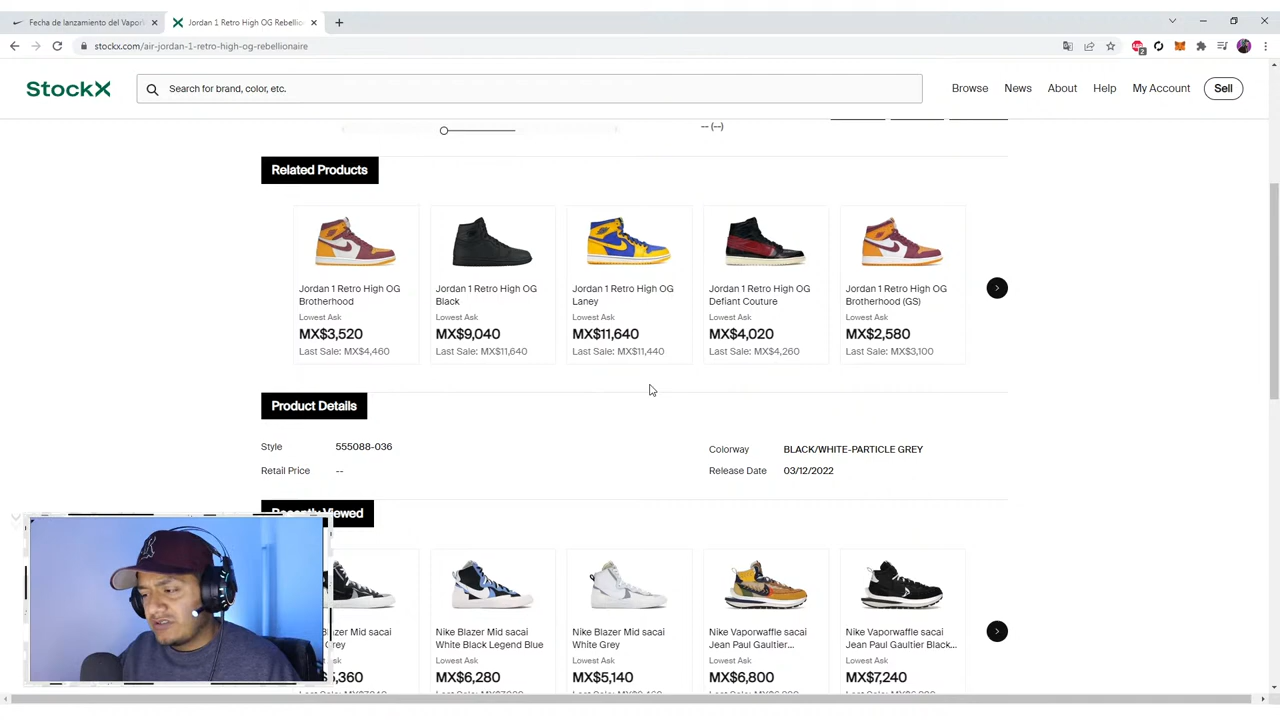 Fecha de lanzamiento del Vapor
Jordan 1 Retro High OG Rebellio
stockx.com/air-jordan-1-retro-high-og-rebellionaire
2
StockX
Search for brand, color, etc.
Browse
News
About
Help
My Account
Sell
-- (--)
Related Products
Jordan 1 Retro High OG
Brotherhood
Lowest Ask
MX$3,520
Last Sale: MX$4,460
Jordan 1 Retro High OG
Black
Lowest Ask
MX$9,040
Last Sale: MX$11,640
Jordan 1 Retro High OG
Laney
Lowest Ask
MX$11,640
Last Sale: MX$11,440
Jordan 1 Retro High OG
Defiant Couture
Lowest Ask
MX$4,020
Last Sale: MX$4,260
Jordan 1 Retro High OG
Brotherhood (GS)
Lowest Ask
MX$2,580
Last Sale: MX$3,100
Product Details
Style 555088-036
Colorway BLACK/WHITE-PARTICLE GREY
Retail Price --
Release Date 03/12/2022
Recently Viewed
zer Mid sacai
Grey
sk
5,360
Nike Blazer Mid sacai
White Black Legend Blue
Lowest Ask
MX$6,280
Nike Blazer Mid sacai
White Grey
Lowest Ask
MX$5,140
Nike Vaporwaffle sacai
Jean Paul Gaultier...
Lowest Ask
MX$6,800
Nike Vaporwaffle sacai
Jean Paul Gaultier Black...
Lowest Ask
MX$7,240